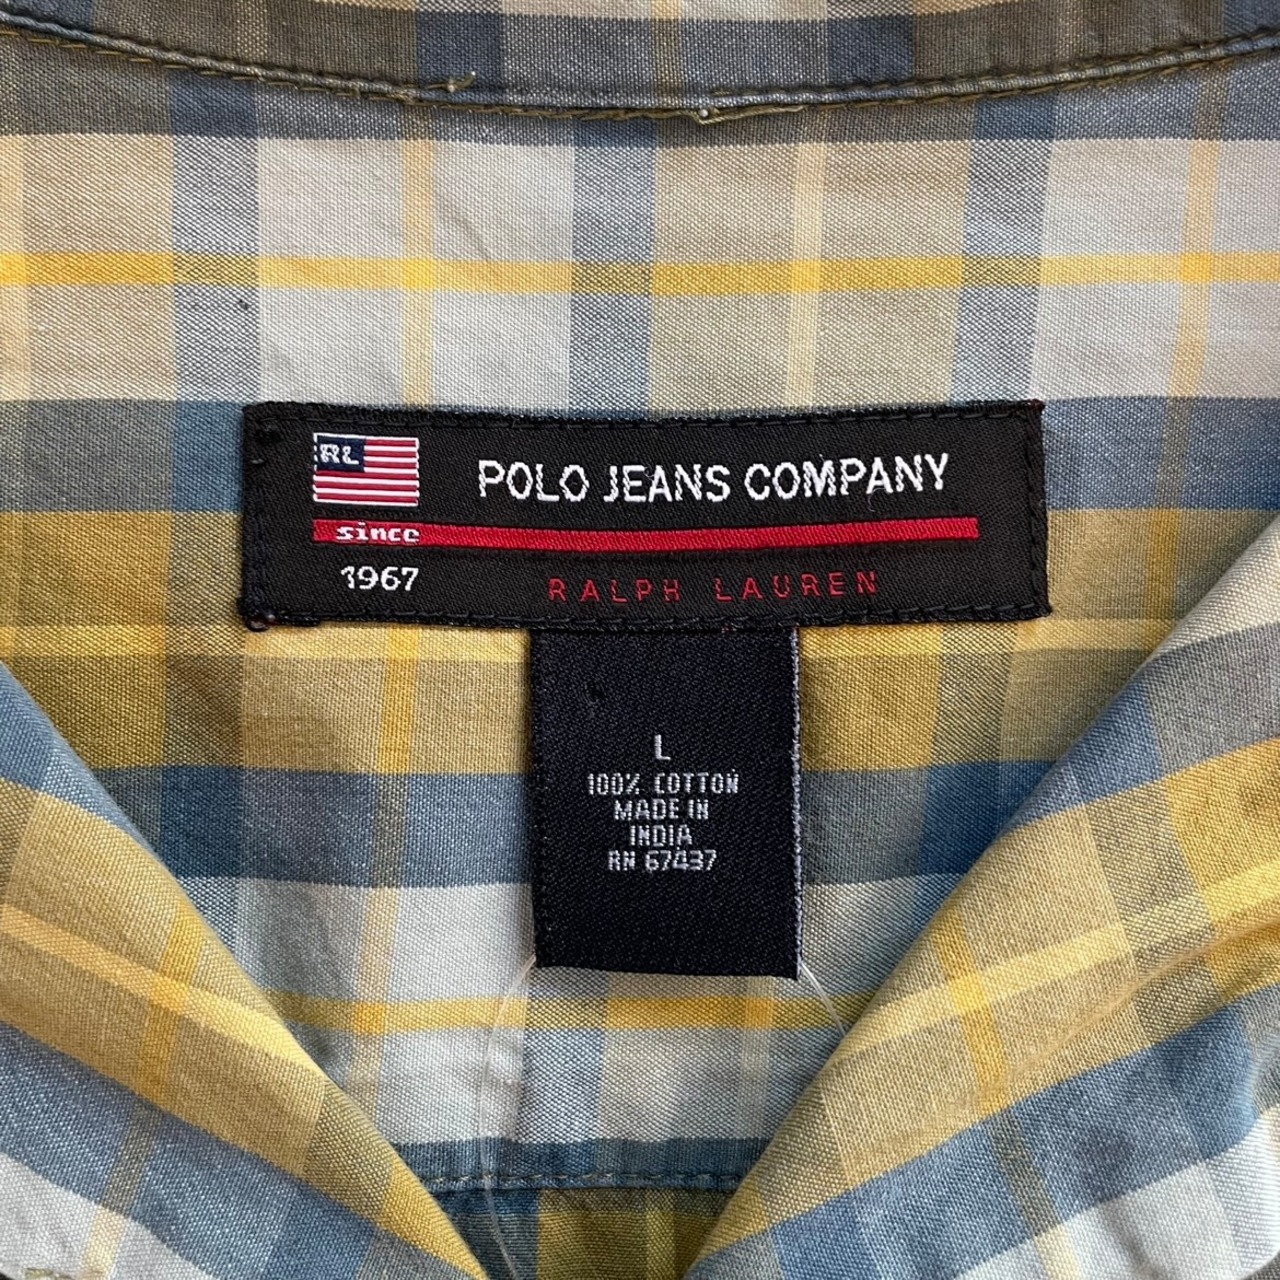 RL
POLO JEANS COMPANY
since
1967
RALPH LAUREN
L
100% COTTON
MADE IN
INDIA
RN 67437